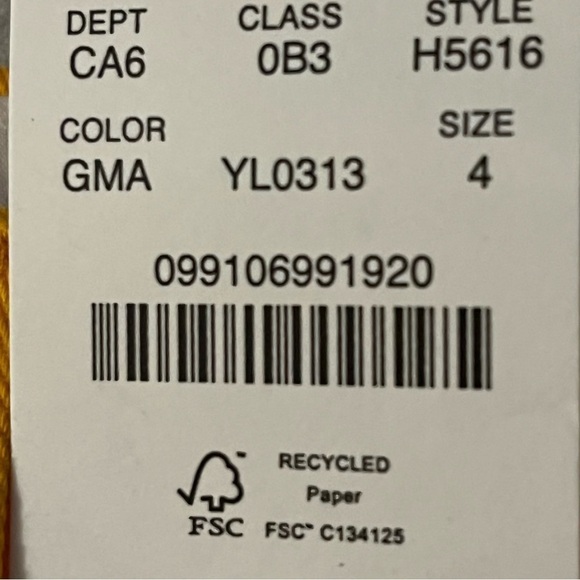 DEPT CLASS STYLE
CA6 0B3 H5616
COLOR SIZE
GMA YL0313 4
099106991920
RECYCLED
Paper
FSC FSC™ C134125